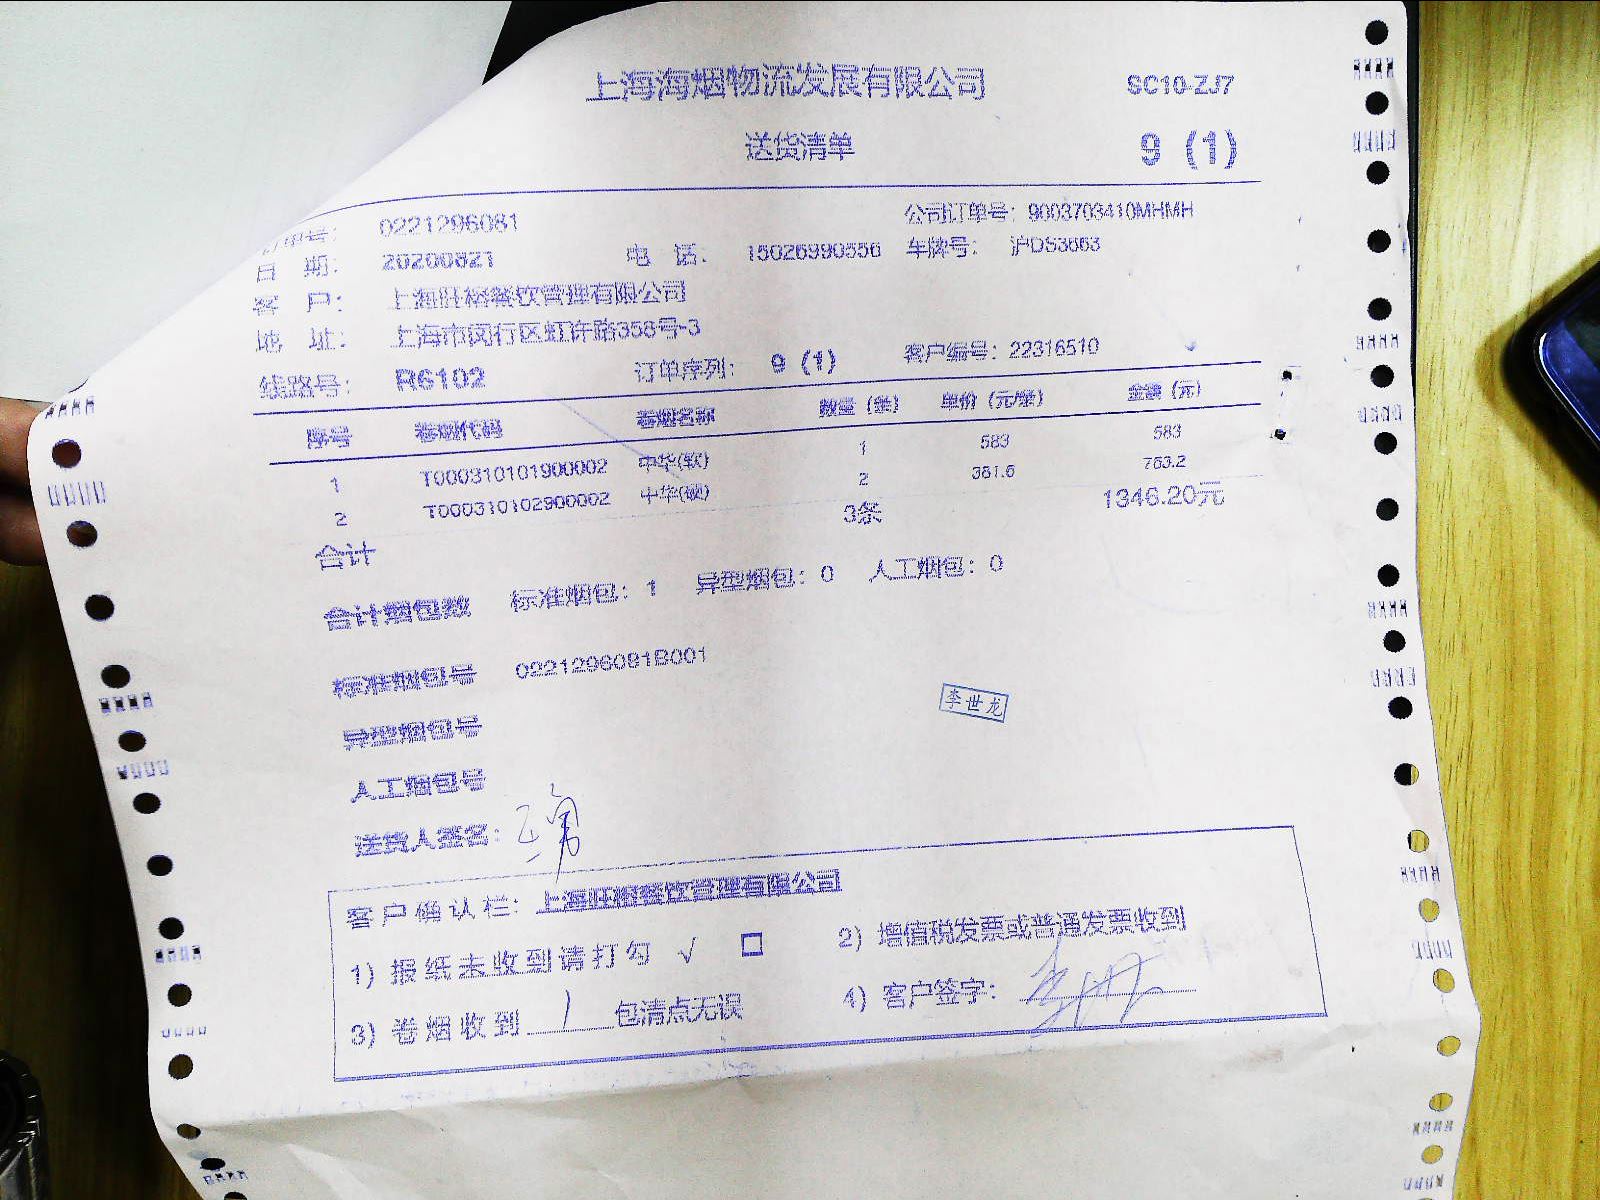 上海海烟物流发展有限公司 SC10-ZJ7
送货清单 9 (1)
订单号: 0221296081 公司订单号: 9003703410MHMH
日 期: 20200821 电 话: 15026990556 车牌号: 沪DS3663
客 户: 上海旺 餐饮管理有限公司
地 址: 上海市闵行区虹许路358号-3
线路号: R6102 订单序列: 9 (1) 客户编号: 22316510
序号 卷烟代码 卷烟名称 数量 (条) 单价 (元/条) 金额 (元)
1 T000310101900002 中华(软) 1 583 583
2 T000310102900002 中华(硬) 2 381.6 763.2
合计 3条 1346.20元
合计烟包数 标准烟包: 1 异型烟包: 0 人工烟包: 0
标准烟包号 0221296081B001
李世龙
异型烟包号
人工烟包号
送货人签名:
客户确认栏: 上海旺 餐饮管理有限公司
1) 报纸未收到请打勾 √ □ 2) 增值税发票或普通发票收到
3) 卷烟收到 1 包清点无误 4) 客户签字: